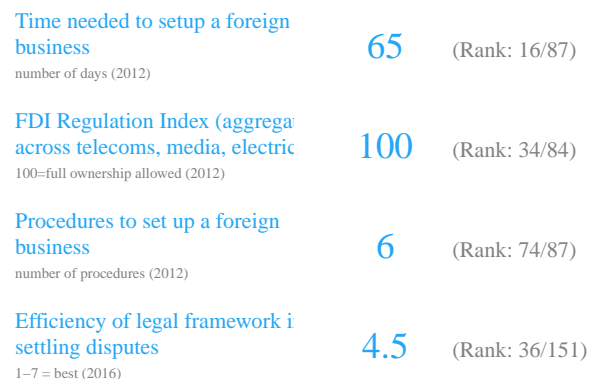 Time needed to setup a foreign
business
65 (Rank: 16/87)
number of days (2012)
FDI Regulation Index (aggregat
across telecoms, media, electric
100 (Rank: 34/84)
100=full ownership allowed (2012)
Procedures to set up a foreign
business
6 (Rank: 74/87)
number of procedures (2012)
Efficiency of legal framework i
settling disputes
4.5 (Rank: 36/151)
1–7 = best (2016)